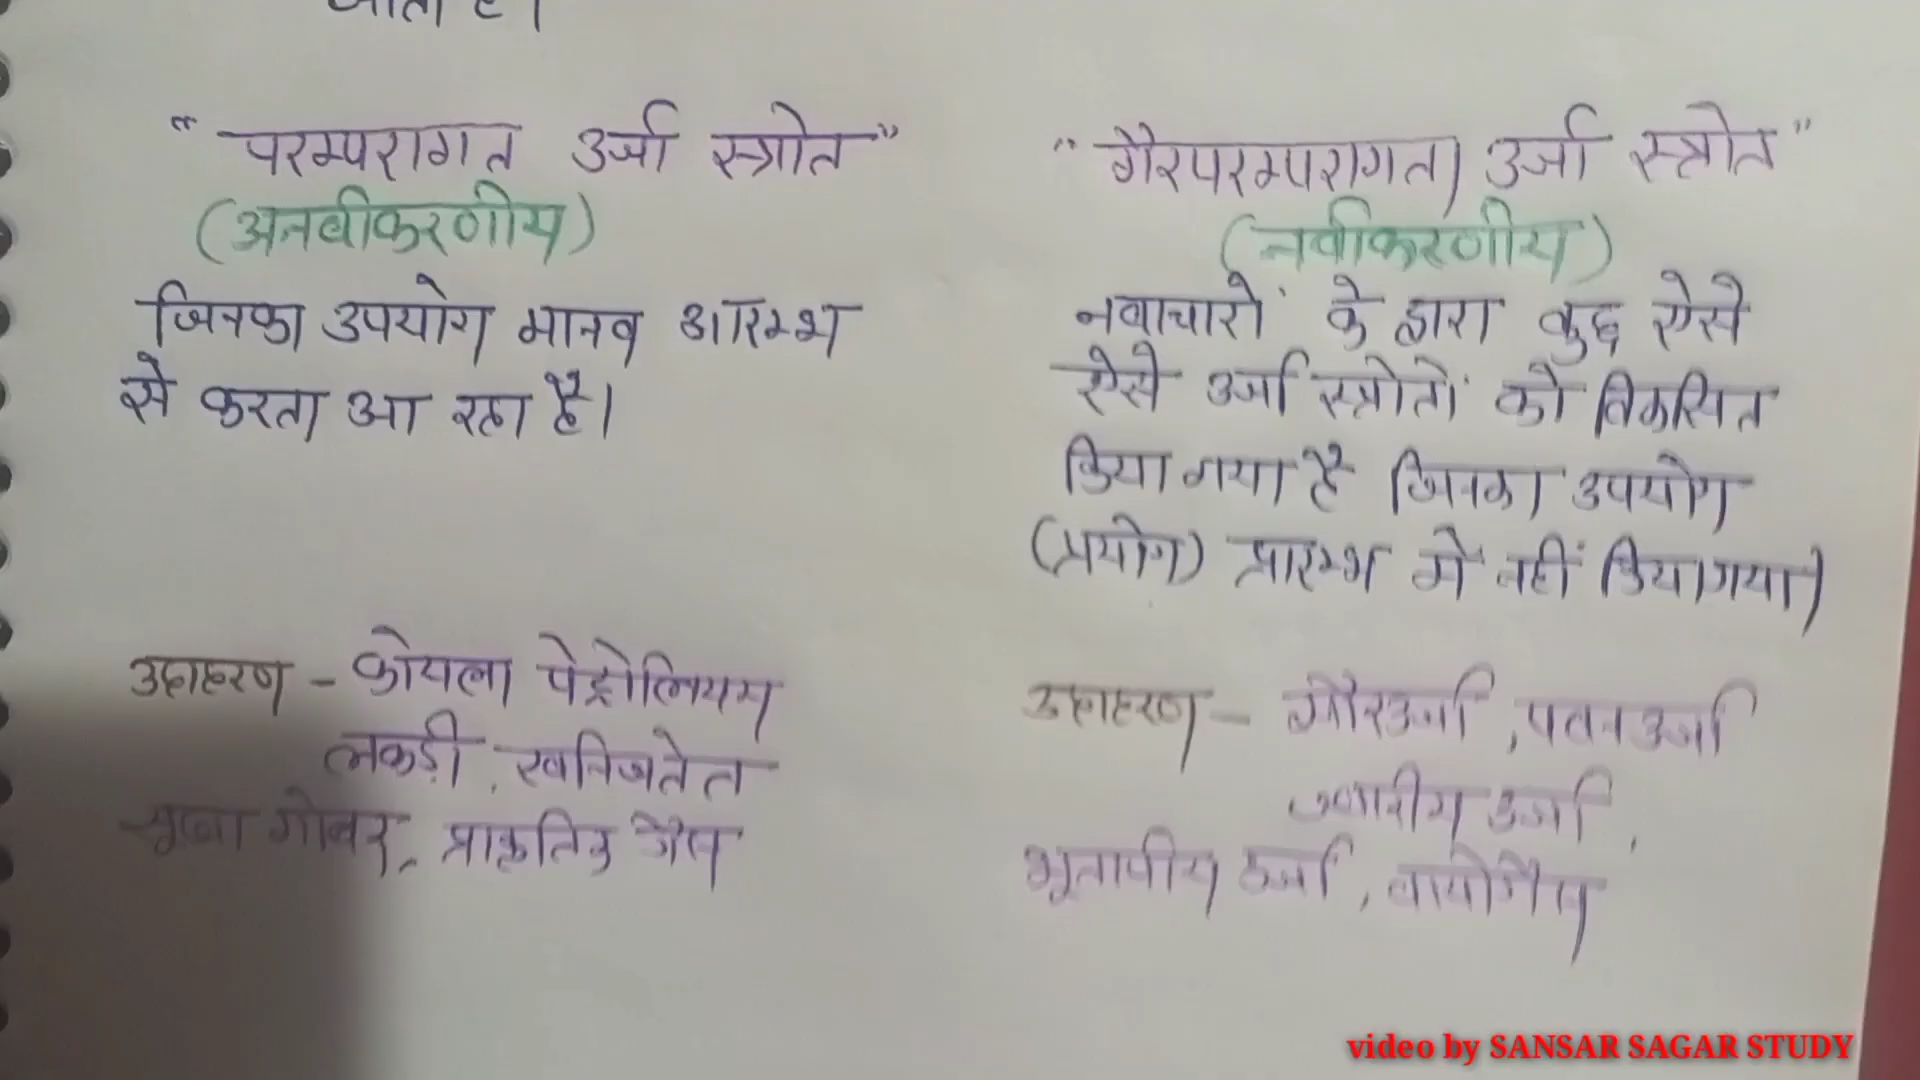 जाता है।
“परम्परागत उर्जा स्त्रोत”
(अनवीकरणीय)
जिनका उपयोग मानव आरम्भ
से करता आ रहा है।
उदाहरण – कोयला पेट्रोलियम
लकड़ी, खनिजतेल
सूखा गोबर, प्राकृतिक गैस
“गैरपरम्परागत उर्जा स्त्रोत”
(नवीकरणीय)
नवाचारों के द्वारा कुछ ऐसे
ऐसे उर्जा स्त्रोतों को विकसित
किया गया है जिनका उपयोग
(प्रयोग) प्रारम्भ में नहीं किया गया।
उदाहरण – सौरउर्जा, पवनउर्जा
ज्वारीय उर्जा,
भूतापीय उर्जा, बायोगैस
video by SANSAR SAGAR STUDY